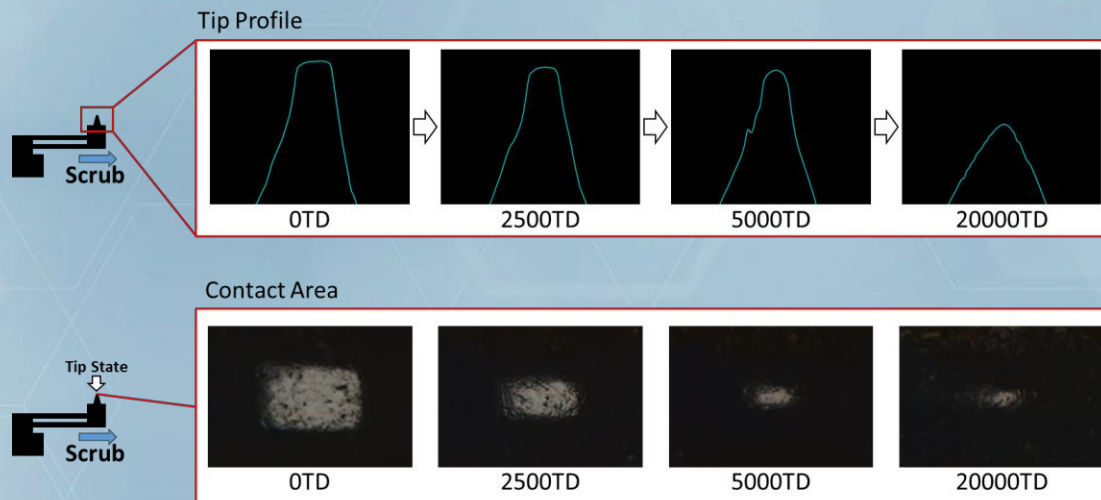 Tip Profile
Scrub
0TD
2500TD
5000TD
20000TD
Contact Area
Tip State
Scrub
0TD
2500TD
5000TD
20000TD